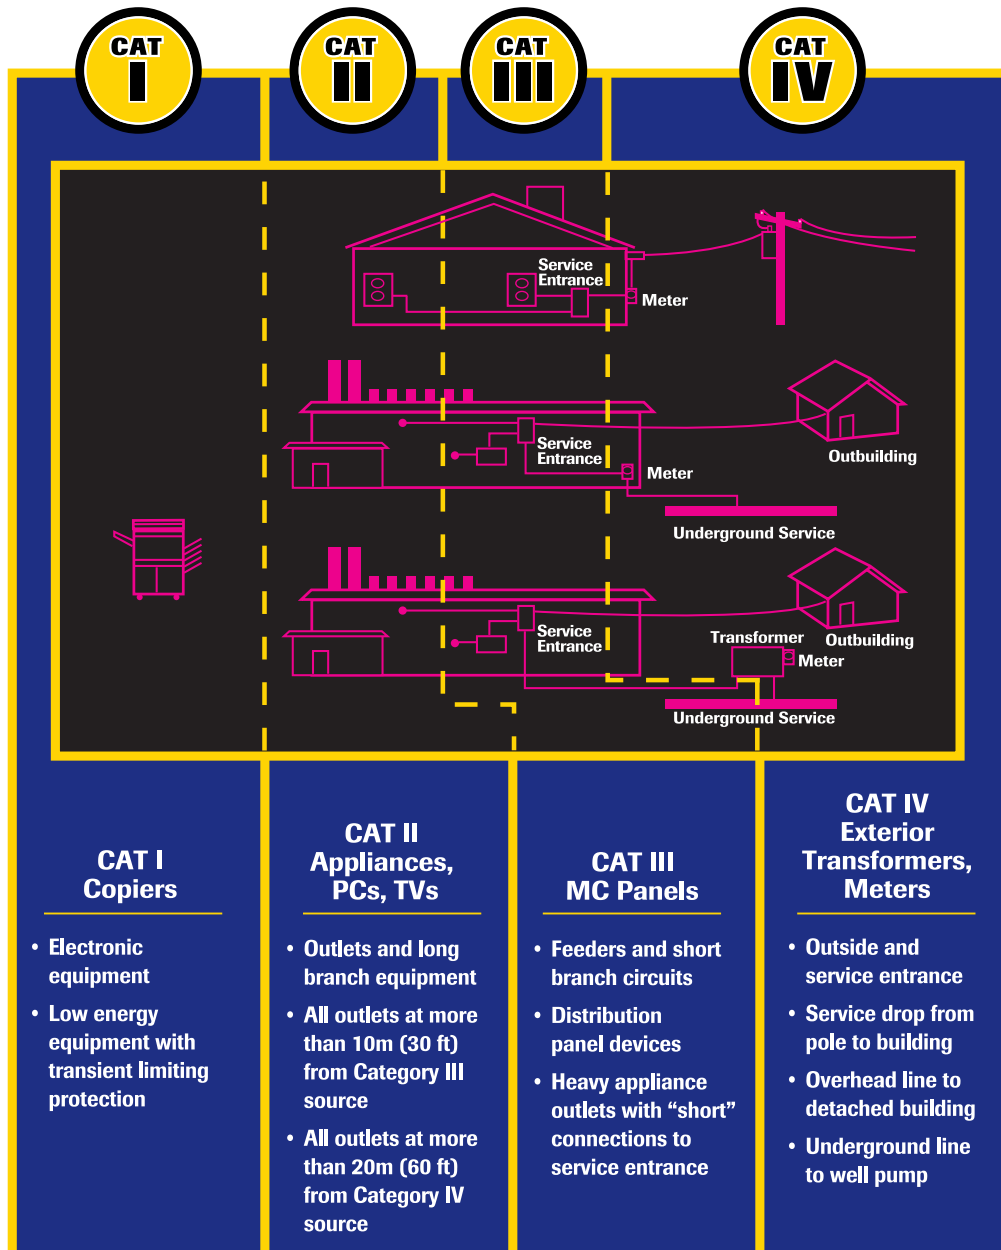 CAT
I
CAT
II
CAT
III
CAT
IV
Service
Entrance
Meter
Service
Entrance
Meter
Outbuilding
Underground Service
Service
Entrance
Transformer
Meter
Outbuilding
Underground Service
CAT I
Copiers
• Electronic
equipment
• Low energy
equipment with
transient limiting
protection
CAT II
Appliances,
PCs, TVs
• Outlets and long
branch equipment
• All outlets at more
than 10m (30 ft)
from Category III
source
• All outlets at more
than 20m (60 ft)
from Category IV
source
CAT III
MC Panels
• Feeders and short
branch circuits
• Distribution
panel devices
• Heavy appliance
outlets with “short”
connections to
service entrance
CAT IV
Exterior
Transformers,
Meters
• Outside and
service entrance
• Service drop from
pole to building
• Overhead line to
detached building
• Underground line
to well pump